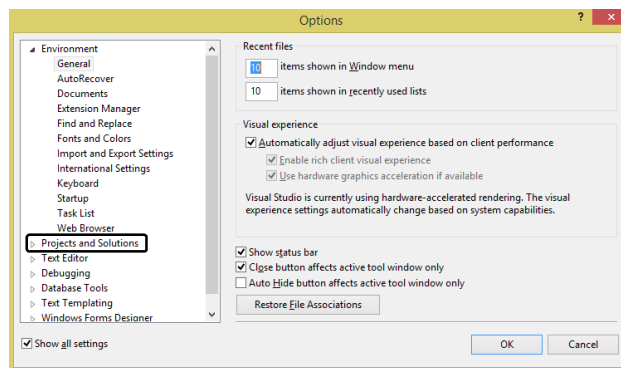 Options
? ×
Environment
General
AutoRecover
Documents
Extension Manager
Find and Replace
Fonts and Colors
Import and Export Settings
International Settings
Keyboard
Startup
Task List
Web Browser
Projects and Solutions
Text Editor
Debugging
Database Tools
Text Templating
Windows Forms Designer
Show all settings
Recent files
10 items shown in Window menu
10 items shown in recently used lists
Visual experience
Automatically adjust visual experience based on client performance
Enable rich client visual experience
Use hardware graphics acceleration if available
Visual Studio is currently using hardware-accelerated rendering. The visual
experience settings automatically change based on system capabilities.
Show status bar
Close button affects active tool window only
Auto Hide button affects active tool window only
Restore File Associations
OK Cancel